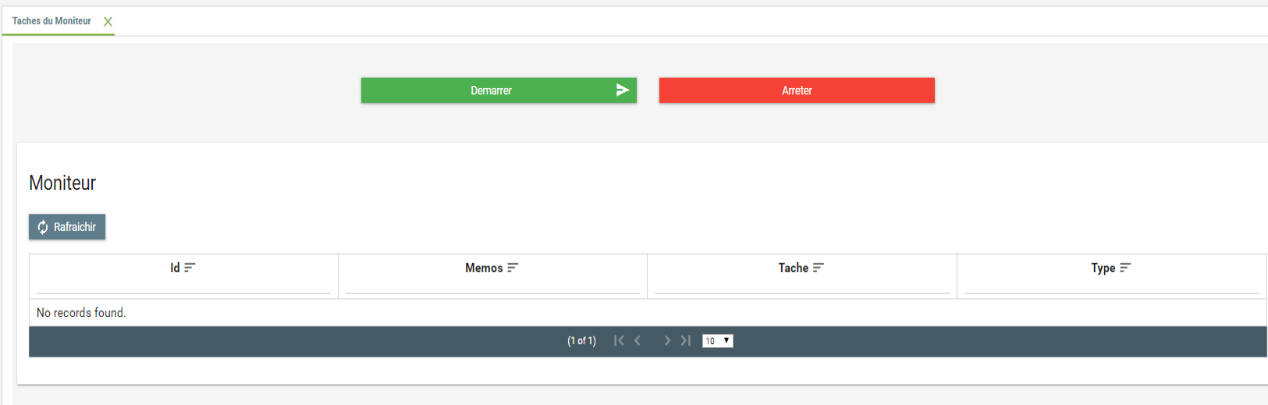 Taches du Moniteur
Demarrer
Arreter
Moniteur
Rafraichir
Id Memos Tache Type
No records found.
(1 of 1) 10